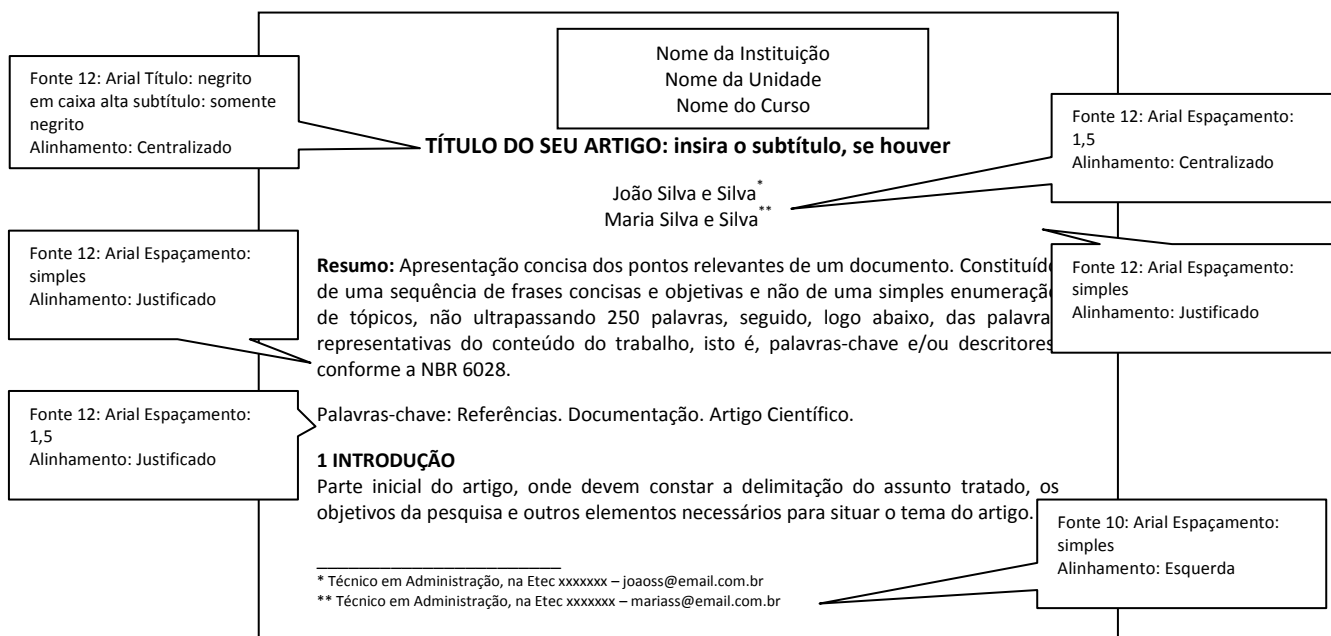 Nome da Instituição
Nome da Unidade
Nome do Curso
Fonte 12: Arial Título: negrito
em caixa alta subtítulo: somente
negrito
Alinhamento: Centralizado
Fonte 12: Arial Espaçamento:
1,5
Alinhamento: Centralizado
TÍTULO DO SEU ARTIGO: insira o subtítulo, se houver
João Silva e Silva*
Maria Silva e Silva**
Fonte 12: Arial Espaçamento:
simples
Alinhamento: Justificado
Fonte 12: Arial Espaçamento:
simples
Alinhamento: Justificado
Resumo: Apresentação concisa dos pontos relevantes de um documento. Constituído
de uma sequência de frases concisas e objetivas e não de uma simples enumeração
de tópicos, não ultrapassando 250 palavras, seguido, logo abaixo, das palavra
representativas do conteúdo do trabalho, isto é, palavras-chave e/ou descritores
conforme a NBR 6028.
Fonte 12: Arial Espaçamento:
1,5
Alinhamento: Justificado
Palavras-chave: Referências. Documentação. Artigo Científico.
1 INTRODUÇÃO
Parte inicial do artigo, onde devem constar a delimitação do assunto tratado, os
objetivos da pesquisa e outros elementos necessários para situar o tema do artigo.
Fonte 10: Arial Espaçamento:
simples
Alinhamento: Esquerda
* Técnico em Administração, na Etec xxxxxxx – joaoss@email.com.br
** Técnico em Administração, na Etec xxxxxxx – mariass@email.com.br